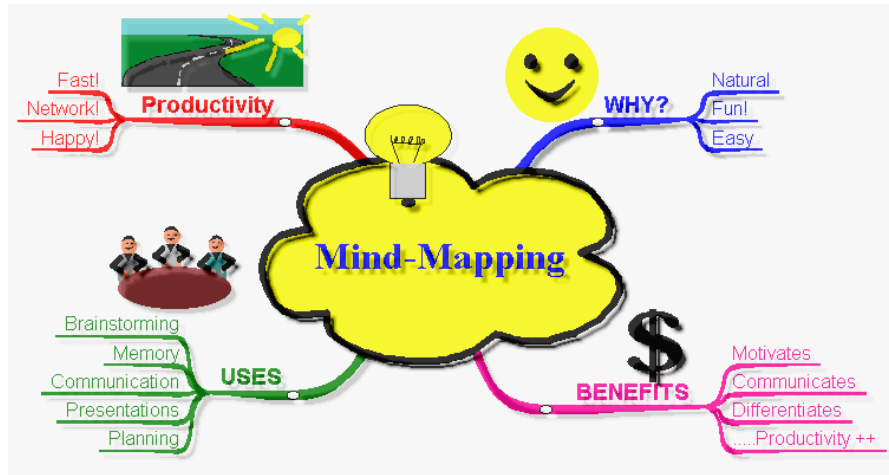 Mind-Mapping
Productivity
Fast!
Network!
Happy!
WHY?
Natural
Fun!
Easy
USES
Brainstorming
Memory
Communication
Presentations
Planning
$
BENEFITS
Motivates
Communicates
Differentiates
.....Productivity ++